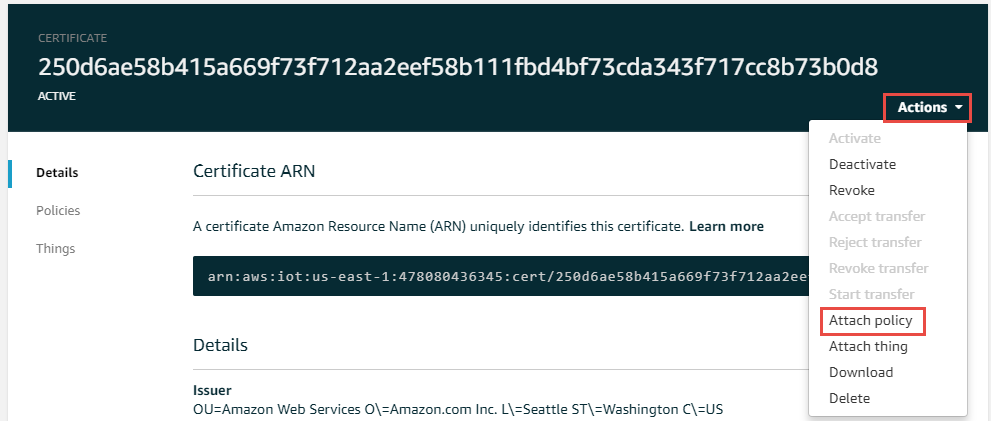 CERTIFICATE
250d6ae58b415a669f73f712aa2eef58b111fbd4bf73cda343f717cc8b73b0d8
ACTIVE
Actions
Activate
Deactivate
Revoke
Accept transfer
Reject transfer
Revoke transfer
Start transfer
Attach policy
Attach thing
Download
Delete
Details
Policies
Things
Certificate ARN
A certificate Amazon Resource Name (ARN) uniquely identifies this certificate. Learn more
arn:aws:iot:us-east-1:478080436345:cert/250d6ae58b415a669f73f712aa2ee
Details
Issuer
OU=Amazon Web Services O\=Amazon.com Inc. L\=Seattle ST\=Washington C\=US